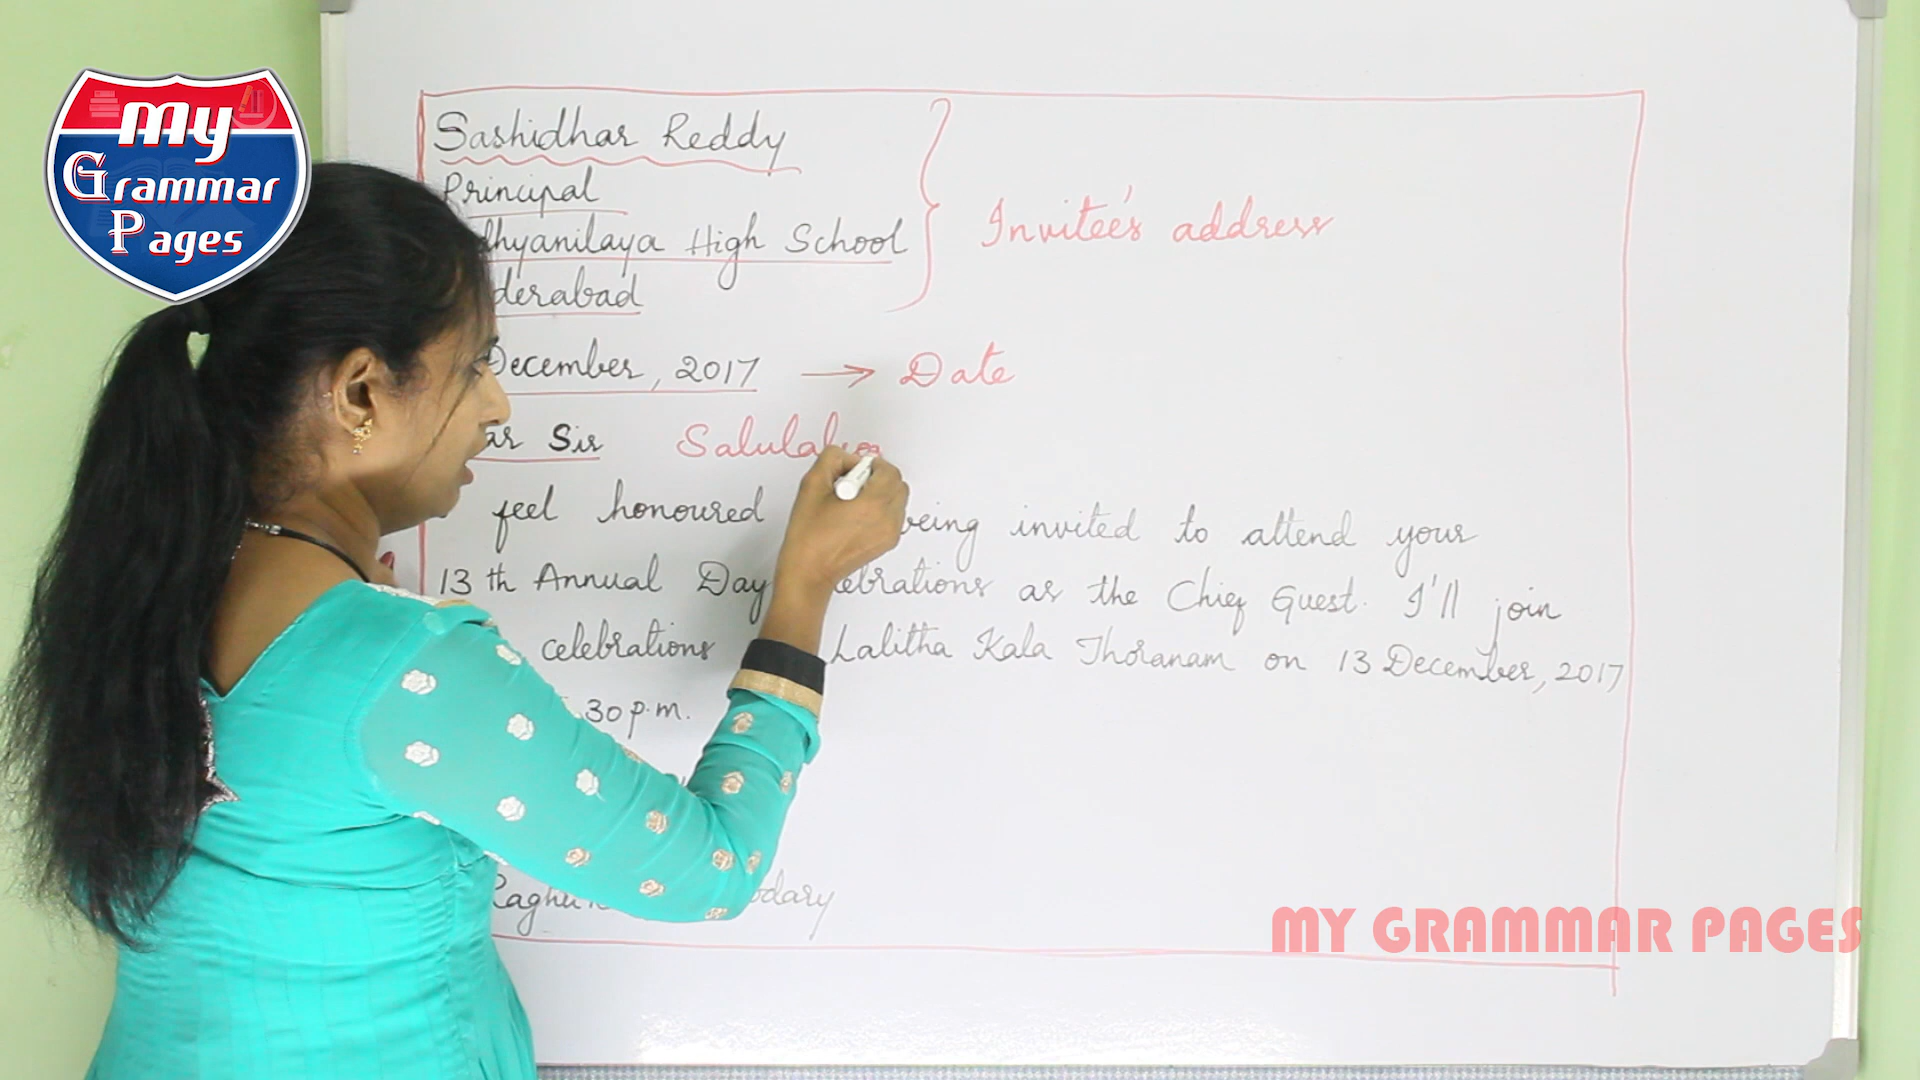 My
Grammar
Pages
Sashidhar Reddy
Principal
High School
Invitee's address
December, 2017 → Date
Sir
feel honoured being invited to attend your
13 th Annual Day as the Chief Guest. I'll join
celebrations Lalitha Kala Thoranam on 13 December, 2017
30 p.m.
MY GRAMMAR PAGES